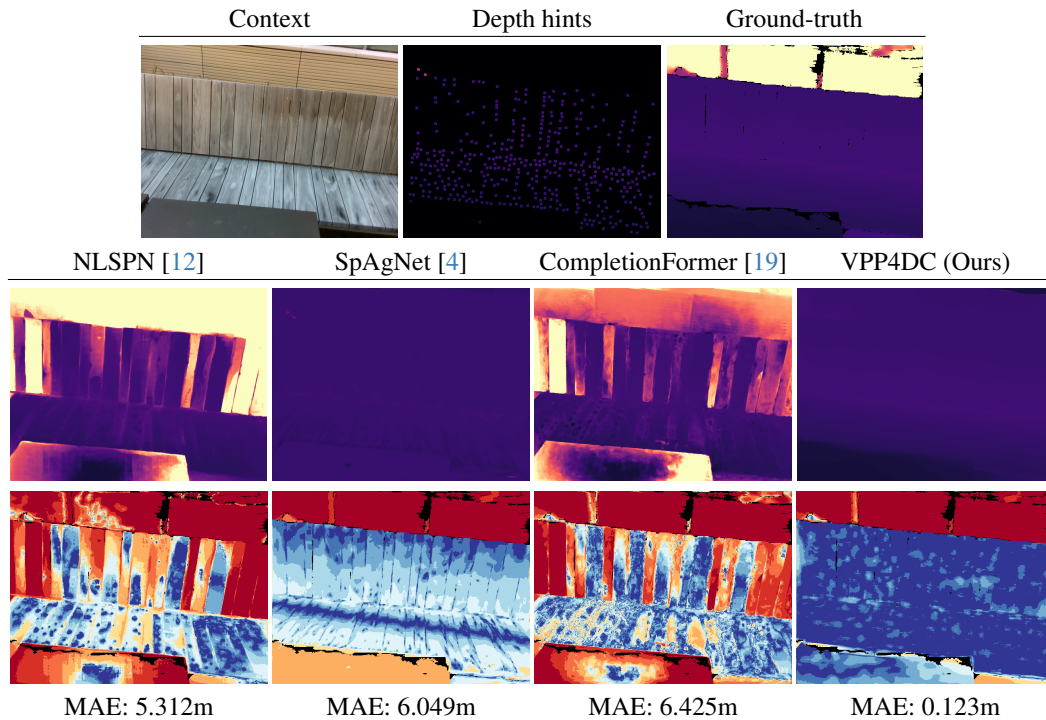 Context Depth hints Ground-truth
NLSPN [12] SpAgNet [4] CompletionFormer [19] VPP4DC (Ours)
MAE: 5.312m MAE: 6.049m MAE: 6.425m MAE: 0.123m